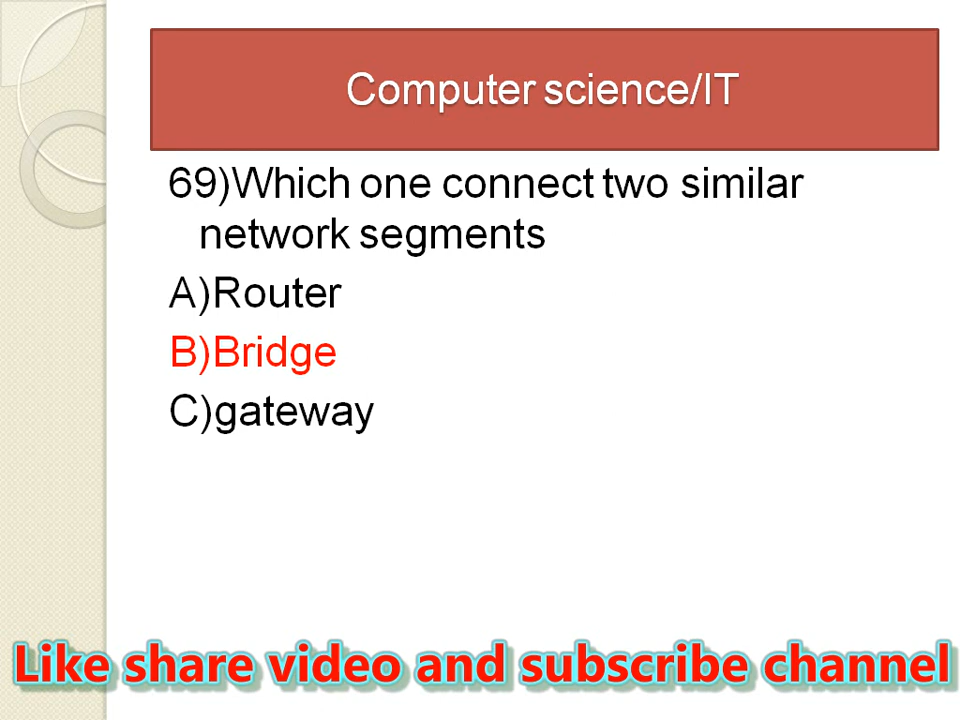 Computer science/IT
69)Which one connect two similar
network segments
A)Router
B)Bridge
C)gateway
Like share video and subscribe channel